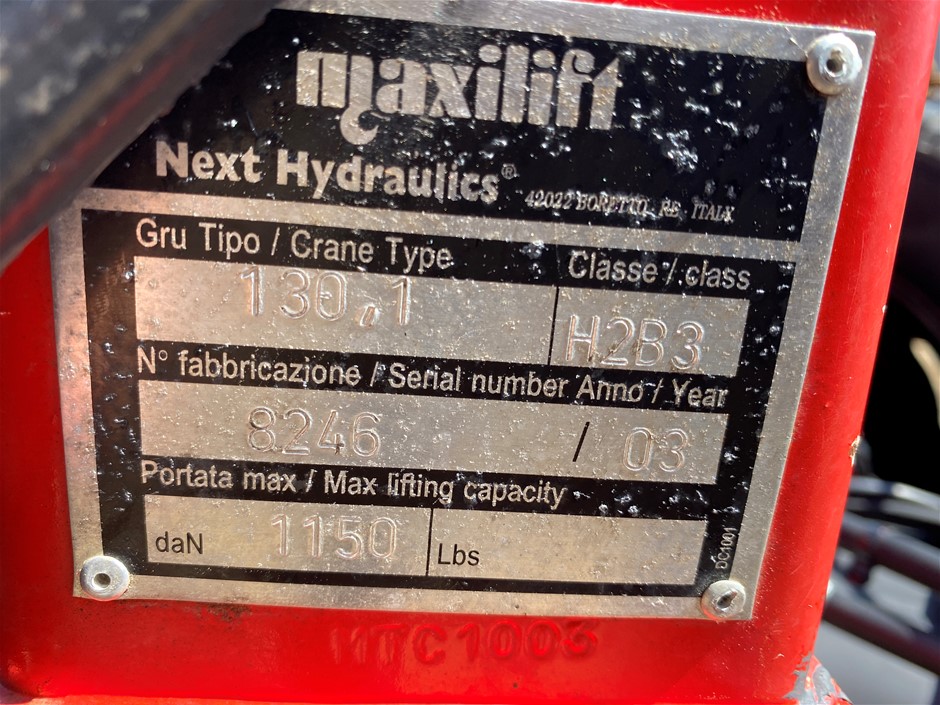 maxilift
Next Hydraulics®
42022 BORETTO RE ITALY
Gru Tipo / Crane Type Classe / class
130,1 H2B3
N° fabbricazione / Serial number Anno / Year
8246 / 03
Portata max / Max lifting capacity
daN 1150 Lbs
DC1001
MTC1003